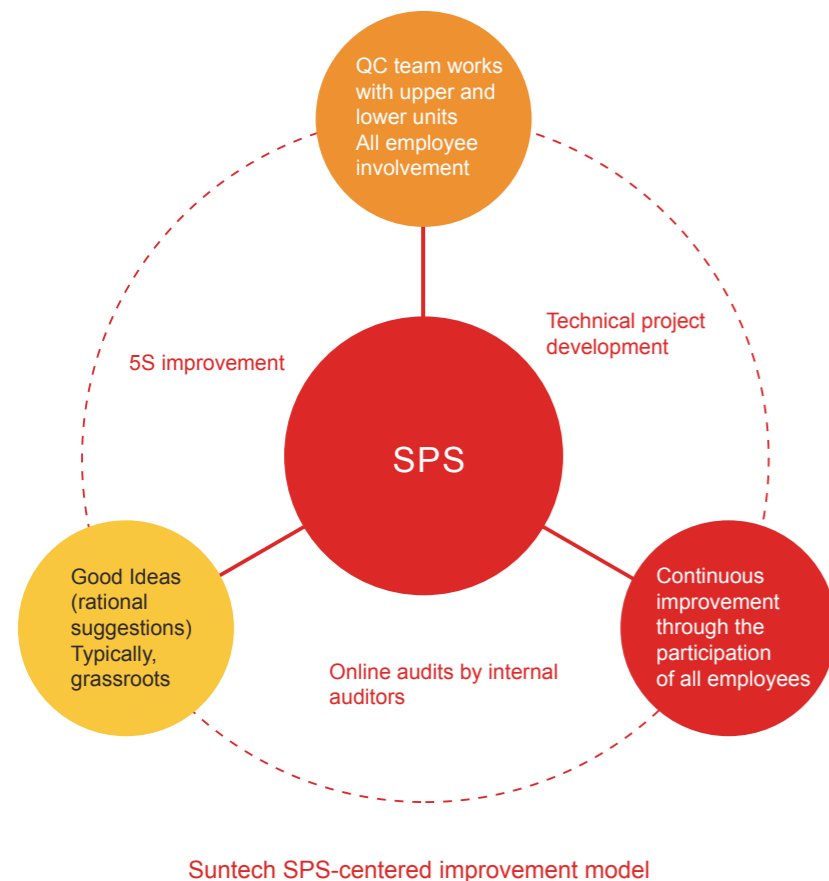 QC team works
with upper and
lower units
All employee
involvement
Technical project
development
5S improvement
SPS
Good Ideas
(rational
suggestions)
Typically,
grassroots
Continuous
improvement
through the
participation
of all employees
Online audits by internal
auditors
Suntech SPS-centered improvement model